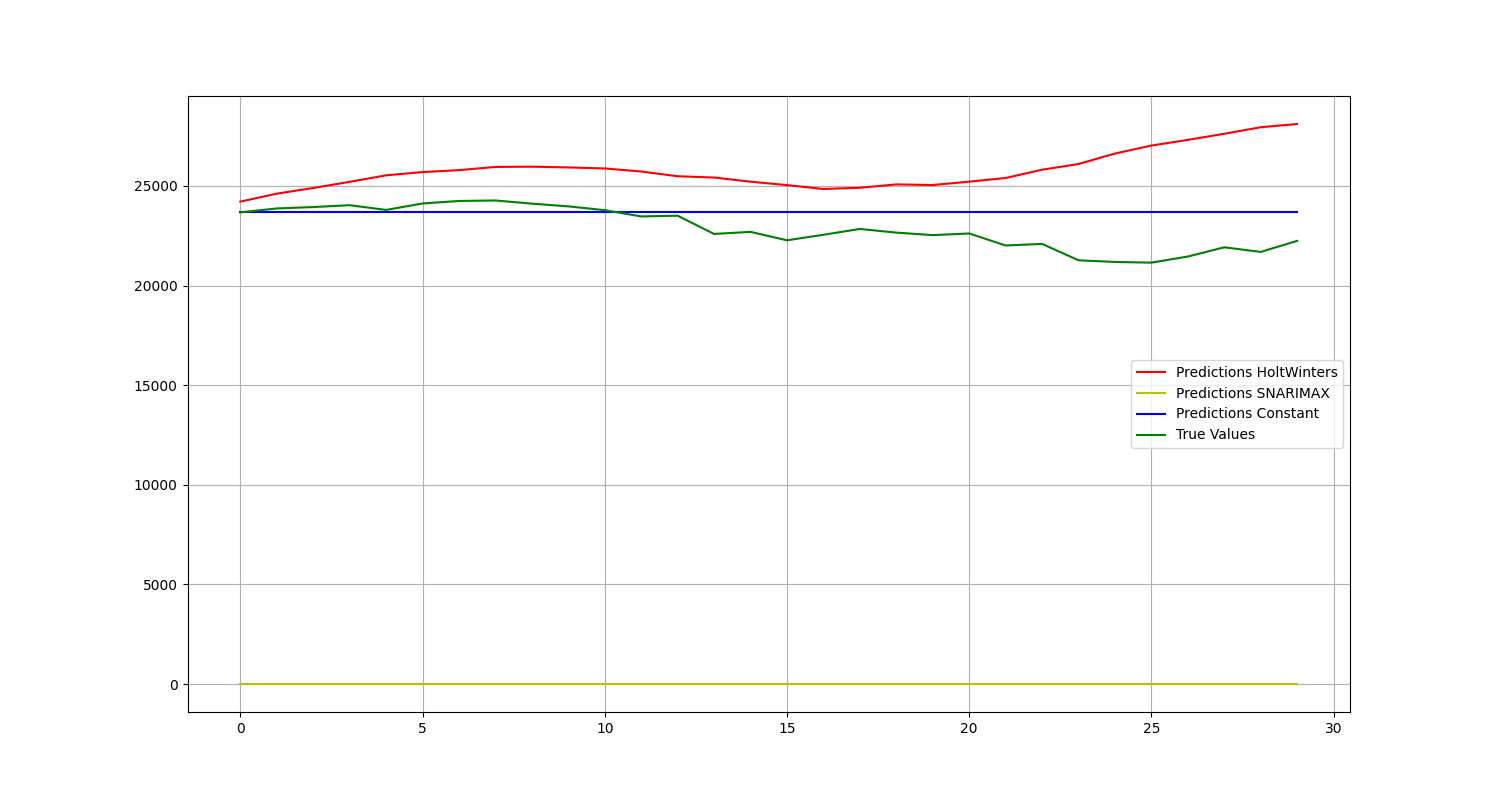 25000
20000
15000
10000
5000
0
0 5 10 15 20 25 30
Predictions HoltWinters
Predictions SNARIMAX
Predictions Constant
True Values